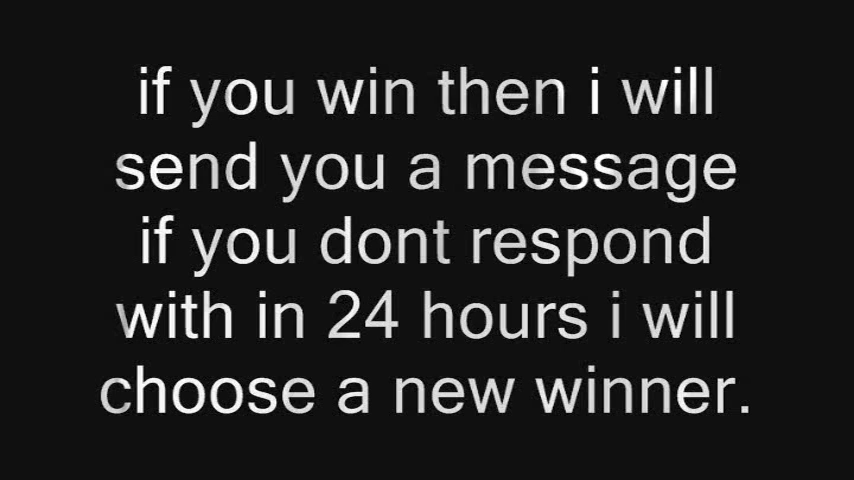 if you win then i will
send you a message
if you dont respond
with in 24 hours i will
choose a new winner.